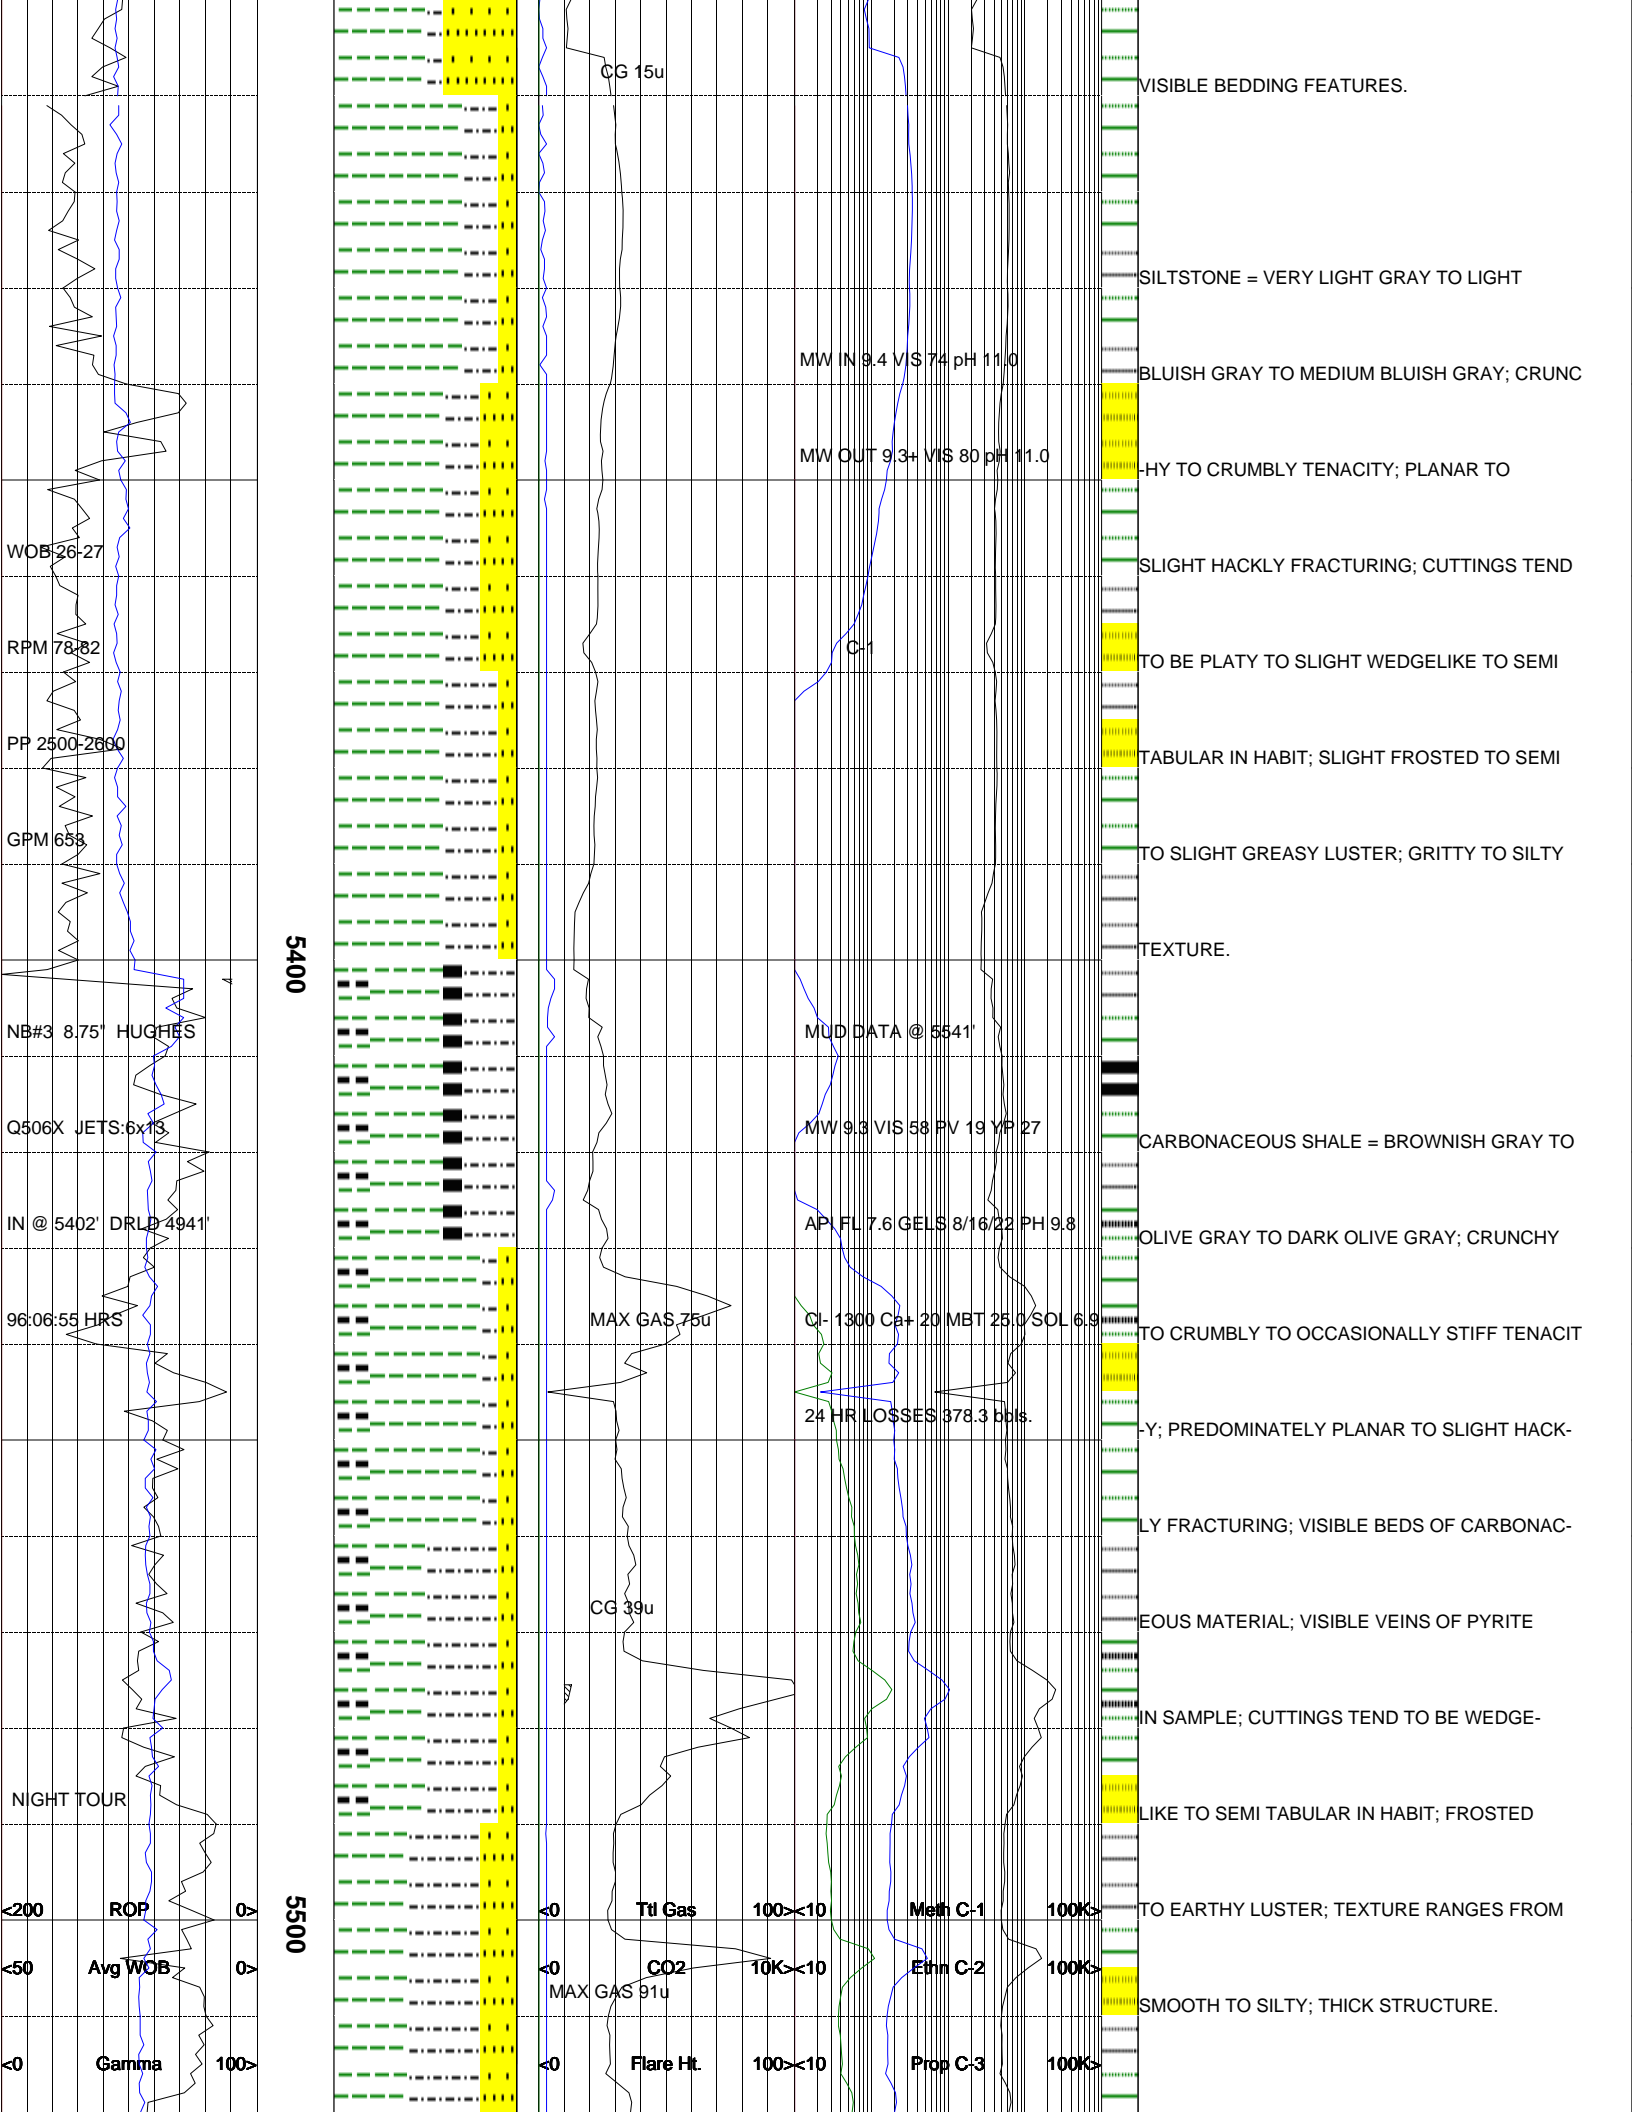 CG 15u
VISIBLE BEDDING FEATURES.
SILTSTONE = VERY LIGHT GRAY TO LIGHT
MW IN 9.4 VIS 74 pH 11.0
BLUISH GRAY TO MEDIUM BLUISH GRAY; CRUNC
MW OUT 9.3+ VIS 80 pH 11.0
-HY TO CRUMBLY TENACITY; PLANAR TO
WOB 26-27
SLIGHT HACKLY FRACTURING; CUTTINGS TEND
RPM 78-82
C-1
TO BE PLATY TO SLIGHT WEDGELIKE TO SEMI
PP 2500-2600
TABULAR IN HABIT; SLIGHT FROSTED TO SEMI
GPM 653
TO SLIGHT GREASY LUSTER; GRITTY TO SILTY
5400
TEXTURE.
NB#3 8.75" HUGHES
MUD DATA @ 5541'
Q506X JETS:6x13
MW 9.3 VIS 58 PV 19 YP 27
CARBONACEOUS SHALE = BROWNISH GRAY TO
IN @ 5402' DRLD 4941'
API FL 7.6 GELS 8/16/22 PH 9.8
OLIVE GRAY TO DARK OLIVE GRAY; CRUNCHY
96:06:55 HRS
MAX GAS 75u
Cl- 1300 Ca+ 20 MBT 25.0 SOL 6.9
TO CRUMBLY TO OCCASIONALLY STIFF TENACIT
24 HR LOSSES 378.3 bbls.
-Y; PREDOMINATELY PLANAR TO SLIGHT HACK-
LY FRACTURING; VISIBLE BEDS OF CARBONAC-
CG 39u
EOUS MATERIAL; VISIBLE VEINS OF PYRITE
IN SAMPLE; CUTTINGS TEND TO BE WEDGE-
NIGHT TOUR
LIKE TO SEMI TABULAR IN HABIT; FROSTED
<200 ROP 0>
5500
<0 Ttl Gas 100>
<10 Meth C-1 100K>
TO EARTHY LUSTER; TEXTURE RANGES FROM
<50 Avg WOB 0>
<0 CO2 10K>
<10 Ethn C-2 100K>
MAX GAS 91u
SMOOTH TO SILTY; THICK STRUCTURE.
<0 Gamma 100>
<0 Flare Ht. 100>
<10 Prop C-3 100K>